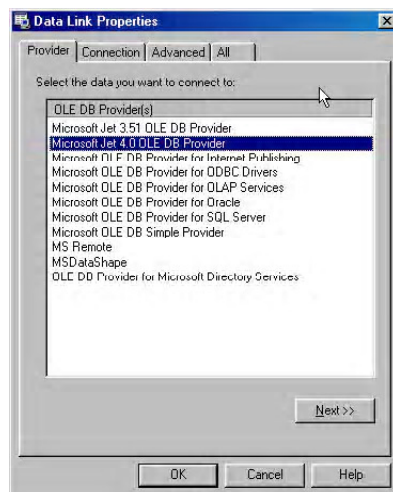 Data Link Properties
Provider Connection Advanced All
Select the data you want to connect to:
OLE DB Provider(s)
Microsoft Jet 3.51 OLE DB Provider
Microsoft Jet 4.0 OLE DB Provider
Microsoft OLE DB Provider for Internet Publishing
Microsoft OLE DB Provider for ODBC Drivers
Microsoft OLE DB Provider for OLAP Services
Microsoft OLE DB Provider for Oracle
Microsoft OLE DB Provider for SQL Server
Microsoft OLE DB Simple Provider
MS Remote
MSDataShape
OLE DB Provider for Microsoft Directory Services
Next >>
OK Cancel Help